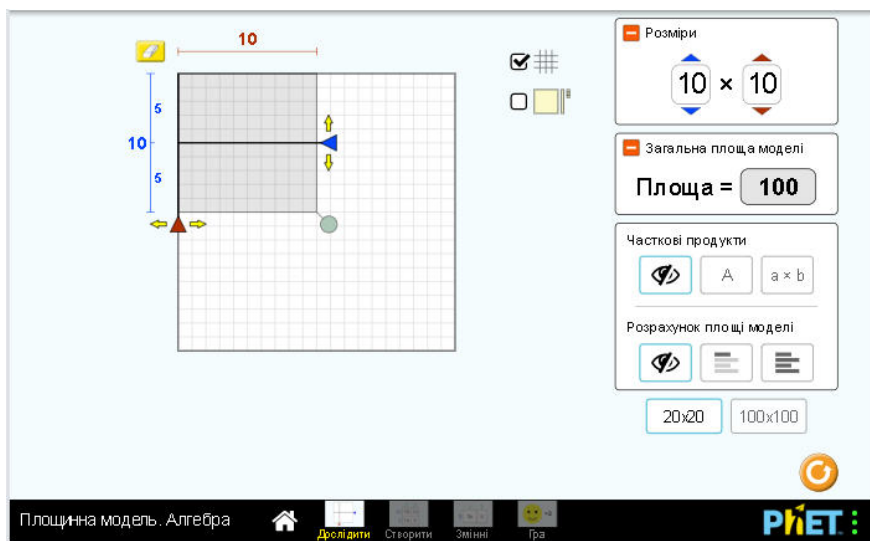 10
5
10
5
Розміри
10 × 10
Загальна площа моделі
Площа = 100
Часткові продукти
A
a × b
Розрахунок площі моделі
20x20
100x100
Площинна модель. Алгебра
Дослідити
Створити
Змінні
Гра
PhET